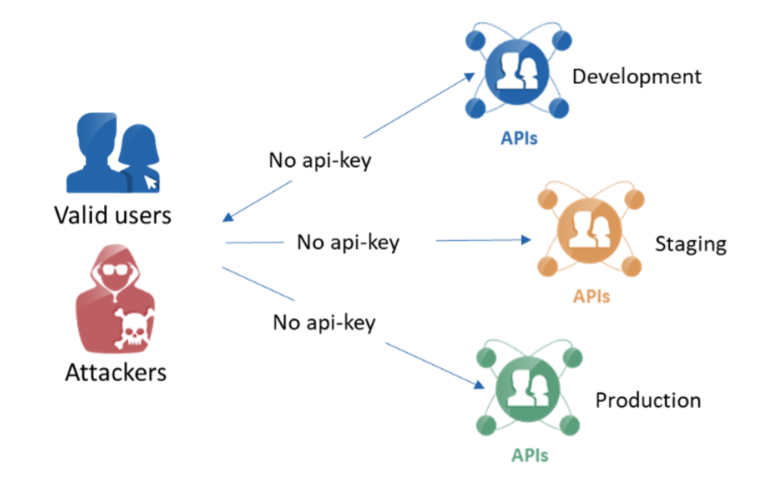 Development
APIs
No api-key
Valid users
No api-key
Staging
APIs
No api-key
Attackers
Production
APIs